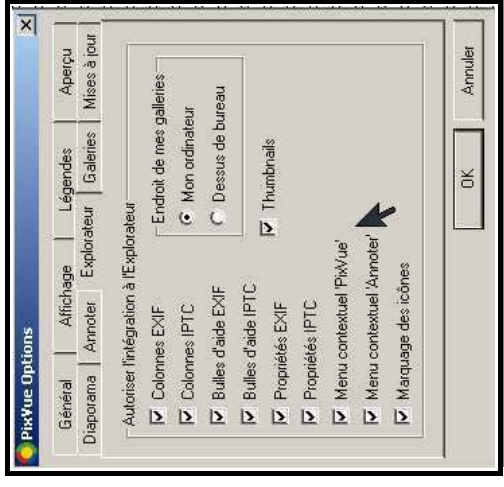 PixVue Options
Général Affichage Légendes Aperçu
Diaporama Annoter Explorateur Galeries Mises à jour
Autoriser l'intégration à l'Explorateur
Colonnes EXIF
Colonnes IPTC
Bulles d'aide EXIF
Bulles d'aide IPTC
Propriétés EXIF
Propriétés IPTC
Menu contextuel 'PixVue'
Menu contextuel 'Annoter'
Marquage des icônes
Endroit de mes galleries
Mon ordinateur
Dessus de bureau
Thumbnails
OK Annuler